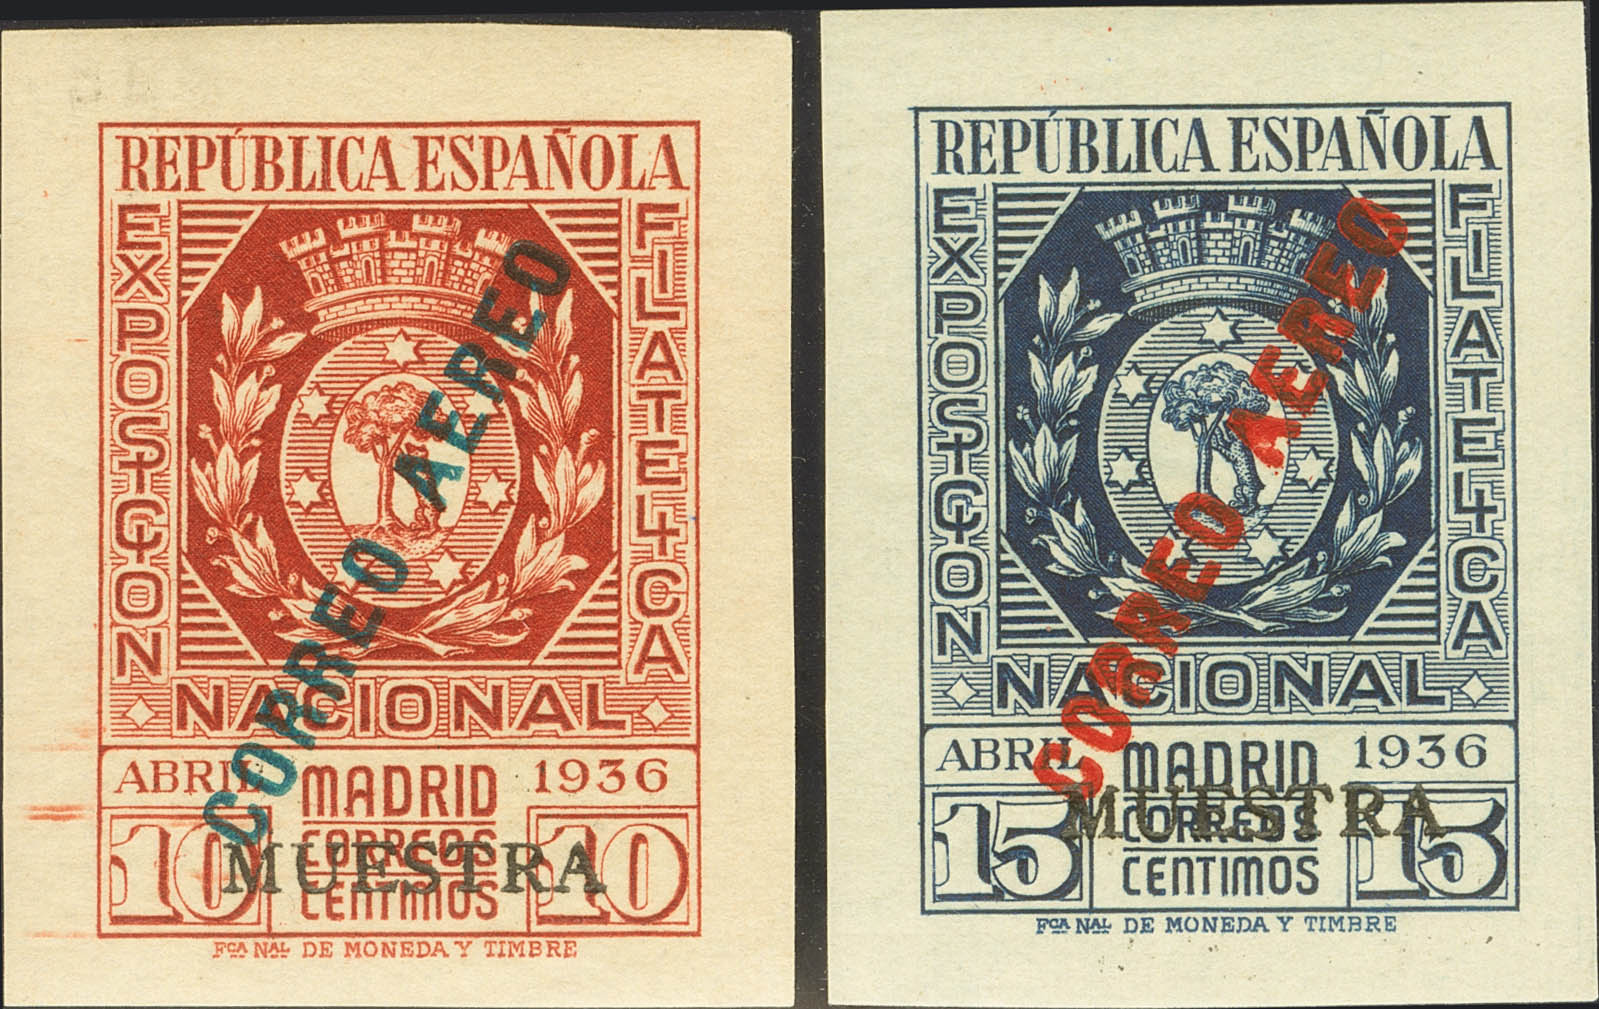 REPÚBLICA ESPAÑOLA
EXPOSICION
FILATELICA
NACIONAL
CORREO AEREO
ABRIL
MADRID
1936
10
CORREOS
CENTIMOS
10
MUESTRA
FCA NAL DE MONEDA Y TIMBRE
REPÚBLICA ESPAÑOLA
EXPOSICION
FILATELICA
NACIONAL
CORREO AEREO
ABRIL
MADRID
1936
15
CORREOS
CENTIMOS
15
MUESTRA
FCA NAL DE MONEDA Y TIMBRE